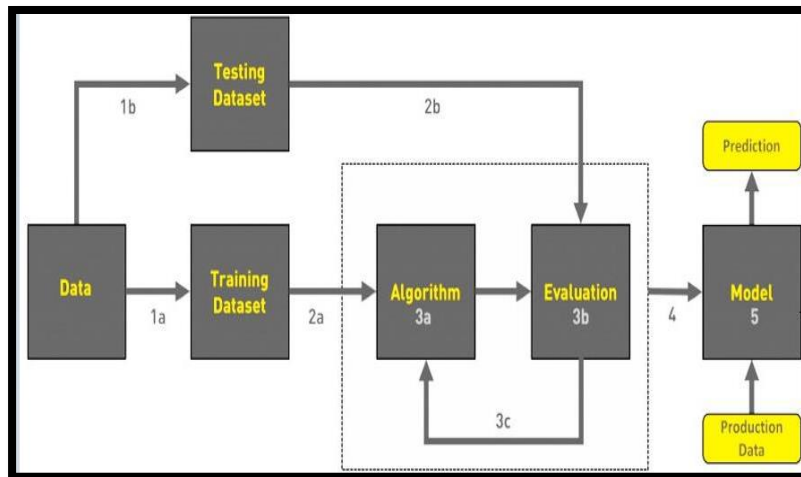 Testing
Dataset
1b
2b
Prediction
Data
1a
Training
Dataset
2a
Algorithm
3a
Evaluation
3b
4
Model
5
3c
Production
Data